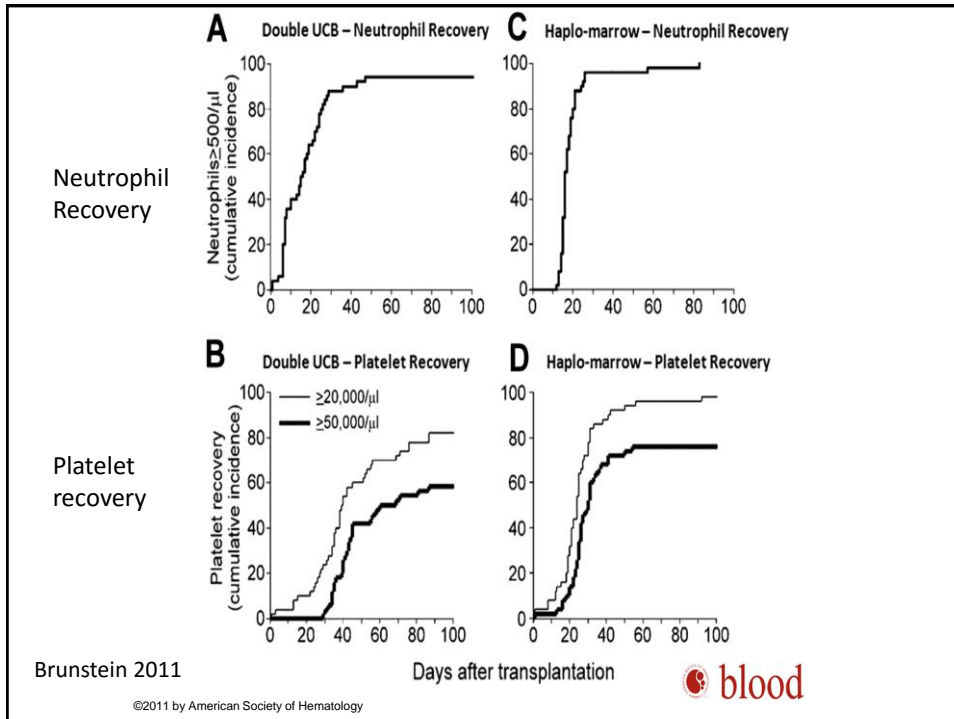 A
Double UCB – Neutrophil Recovery
C
Haplo-marrow – Neutrophil Recovery
Neutrophil
Recovery
Neutrophils≥500/µl
(cumulative incidence)
100
80
60
40
20
0
0 20 40 60 80 100
100
80
60
40
20
0
0 20 40 60 80 100
B
Double UCB – Platelet Recovery
D
Haplo-marrow – Platelet Recovery
Platelet
recovery
Platelet recovery
(cumulative incidence)
100
80
60
40
20
0
≥20,000/µl
≥50,000/µl
0 20 40 60 80 100
100
80
60
40
20
0
0 20 40 60 80 100
Brunstein 2011
Days after transplantation
blood
©2011 by American Society of Hematology